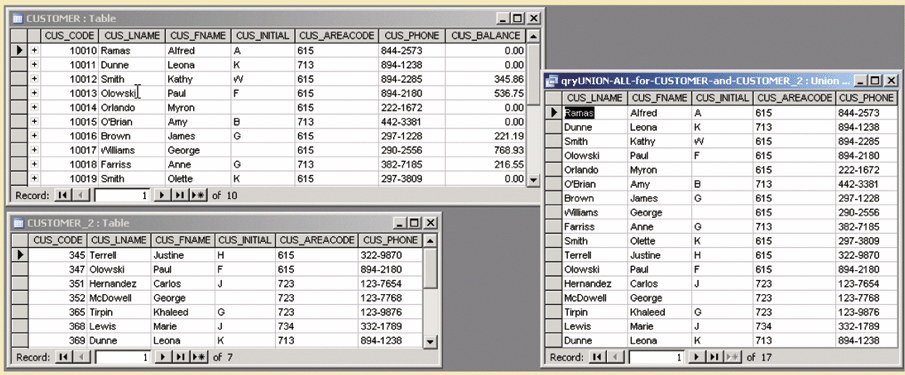 CUSTOMER : Table
CUS_CODE CUS_LNAME CUS_FNAME CUS_INITIAL CUS_AREACODE CUS_PHONE CUS_BALANCE
+ 10010 Ramas Alfred A 615 844-2573 0.00
+ 10011 Dunne Leona K 713 894-1238 0.00
+ 10012 Smith Kathy W 615 894-2285 345.86
+ 10013 Olowski Paul F 615 894-2180 536.75
+ 10014 Orlando Myron 615 222-1672 0.00
+ 10015 O'Brian Amy B 713 442-3381 0.00
+ 10016 Brown James G 615 297-1228 221.19
+ 10017 Williams George 615 290-2556 768.93
+ 10018 Farriss Anne G 713 382-7185 216.55
+ 10019 Smith Olette K 615 297-3809 0.00
Record: 1 of 10
CUSTOMER_2 : Table
CUS_CODE CUS_LNAME CUS_FNAME CUS_INITIAL CUS_AREACODE CUS_PHONE
345 Terrell Justine H 615 322-9870
347 Olowski Paul F 615 894-2180
351 Hernandez Carlos J 723 123-7654
352 McDowell George 723 123-7768
365 Tirpin Khaleed G 723 123-9876
368 Lewis Marie J 734 332-1789
369 Dunne Leona K 713 894-1238
Record: 1 of 7
qryUNION-ALL-for-CUSTOMER-and-CUSTOMER_2 : Union ...
CUS_LNAME CUS_FNAME CUS_INITIAL CUS_AREACODE CUS_PHONE
Ramas Alfred A 615 844-2573
Dunne Leona K 713 894-1238
Smith Kathy W 615 894-2285
Olowski Paul F 615 894-2180
Orlando Myron 615 222-1672
O'Brian Amy B 713 442-3381
Brown James G 615 297-1228
Williams George 615 290-2556
Farriss Anne G 713 382-7185
Smith Olette K 615 297-3809
Terrell Justine H 615 322-9870
Olowski Paul F 615 894-2180
Hernandez Carlos J 723 123-7654
McDowell George 723 123-7768
Tirpin Khaleed G 723 123-9876
Lewis Marie J 734 332-1789
Dunne Leona K 713 894-1238
Record: 1 of 17